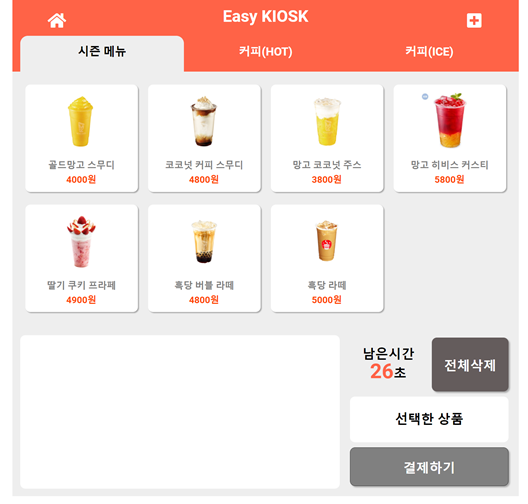 Easy KIOSK
시즌 메뉴
커피(HOT)
커피(ICE)
골드망고 스무디
4000원
코코넛 커피 스무디
4800원
망고 코코넛 주스
3800원
망고 히비스 커스티
5800원
딸기 쿠키 프라페
4900원
흑당 버블 라떼
4800원
흑당 라떼
5000원
남은시간
26초
전체삭제
선택한 상품
결제하기